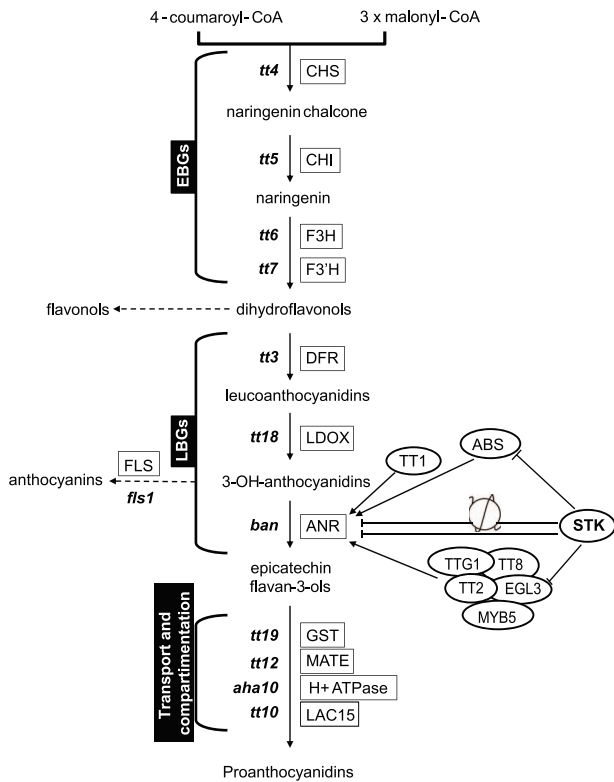 4 - coumaroyl-CoA 3 x malonyl-CoA
tt4 CHS
naringenin chalcone
EBGs
tt5 CHI
naringenin
tt6 F3H
tt7 F3'H
flavonols dihydroflavonols
tt3 DFR
leucoanthocyanidins
LBGs
tt18 LDOX
TT1
ABS
FLS
anthocyanins
fls1
3-OH-anthocyanidins
ban ANR
STK
epicatechin
flavan-3-ols
TTG1 TT8
TT2 EGL3
MYB5
Transport and
compartimentation
tt19 GST
tt12 MATE
aha10 H+ ATPase
tt10 LAC15
Proanthocyanidins